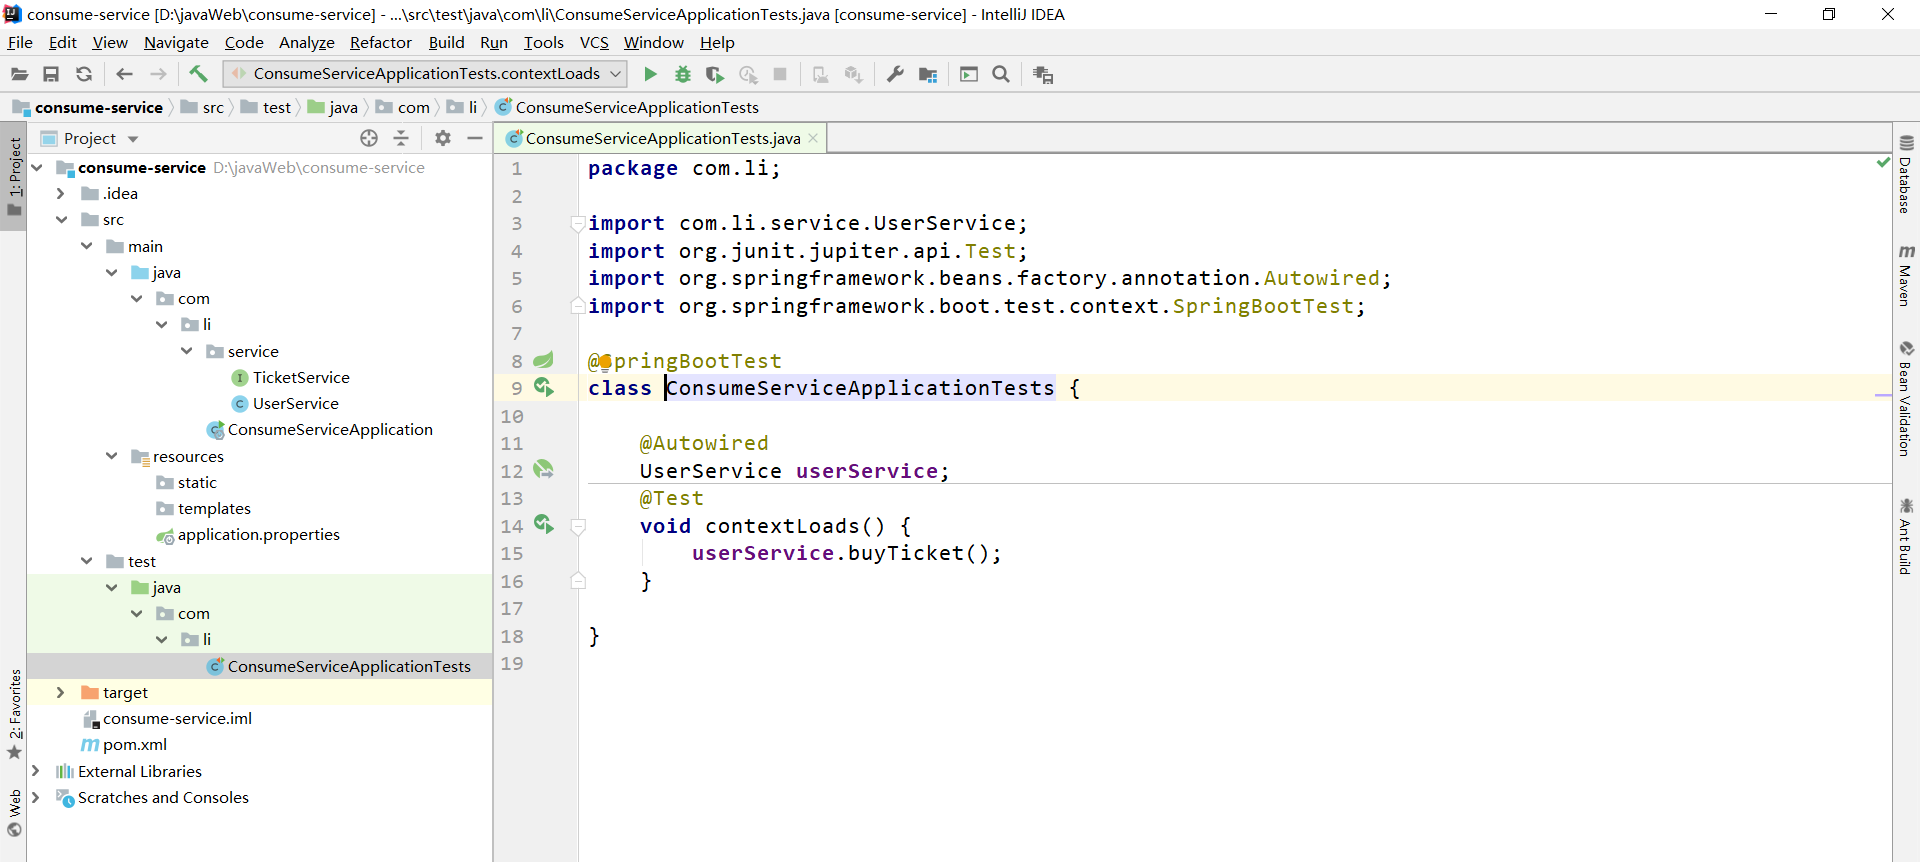 consume-service [D:\javaWeb\consume-service] - ...\src\test\java\com\li\ConsumeServiceApplicationTests.java [consume-service] - IntelliJ IDEA
File Edit View Navigate Code Analyze Refactor Build Run Tools VCS Window Help
ConsumeServiceApplicationTests.contextLoads
consume-service src test java com li ConsumeServiceApplicationTests
Project
ConsumeServiceApplicationTests.java
1: Project
2: Favorites
Web
consume-service D:\javaWeb\consume-service
.idea
src
main
java
com
li
service
TicketService
UserService
ConsumeServiceApplication
resources
static
templates
application.properties
test
java
com
li
ConsumeServiceApplicationTests
target
consume-service.iml
pom.xml
External Libraries
Scratches and Consoles
1 package com.li;
2
3 import com.li.service.UserService;
4 import org.junit.jupiter.api.Test;
5 import org.springframework.beans.factory.annotation.Autowired;
6 import org.springframework.boot.test.context.SpringBootTest;
7
8 @SpringBootTest
9 class ConsumeServiceApplicationTests {
10
11 @Autowired
12 UserService userService;
13 @Test
14 void contextLoads() {
15 userService.buyTicket();
16 }
17
18 }
19
Database
Maven
Bean Validation
Ant Build